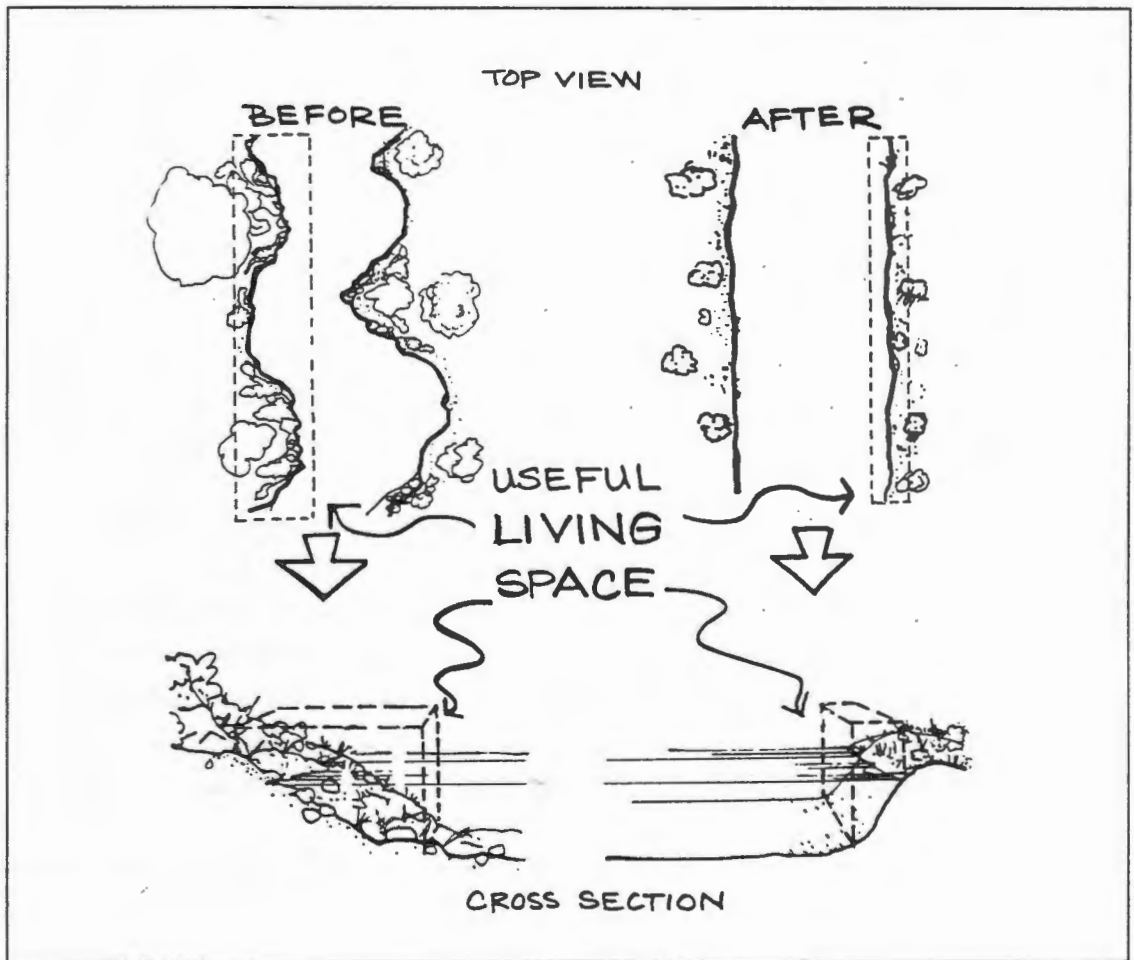 TOP VIEW
BEFORE
AFTER
USEFUL
LIVING
SPACE
CROSS SECTION